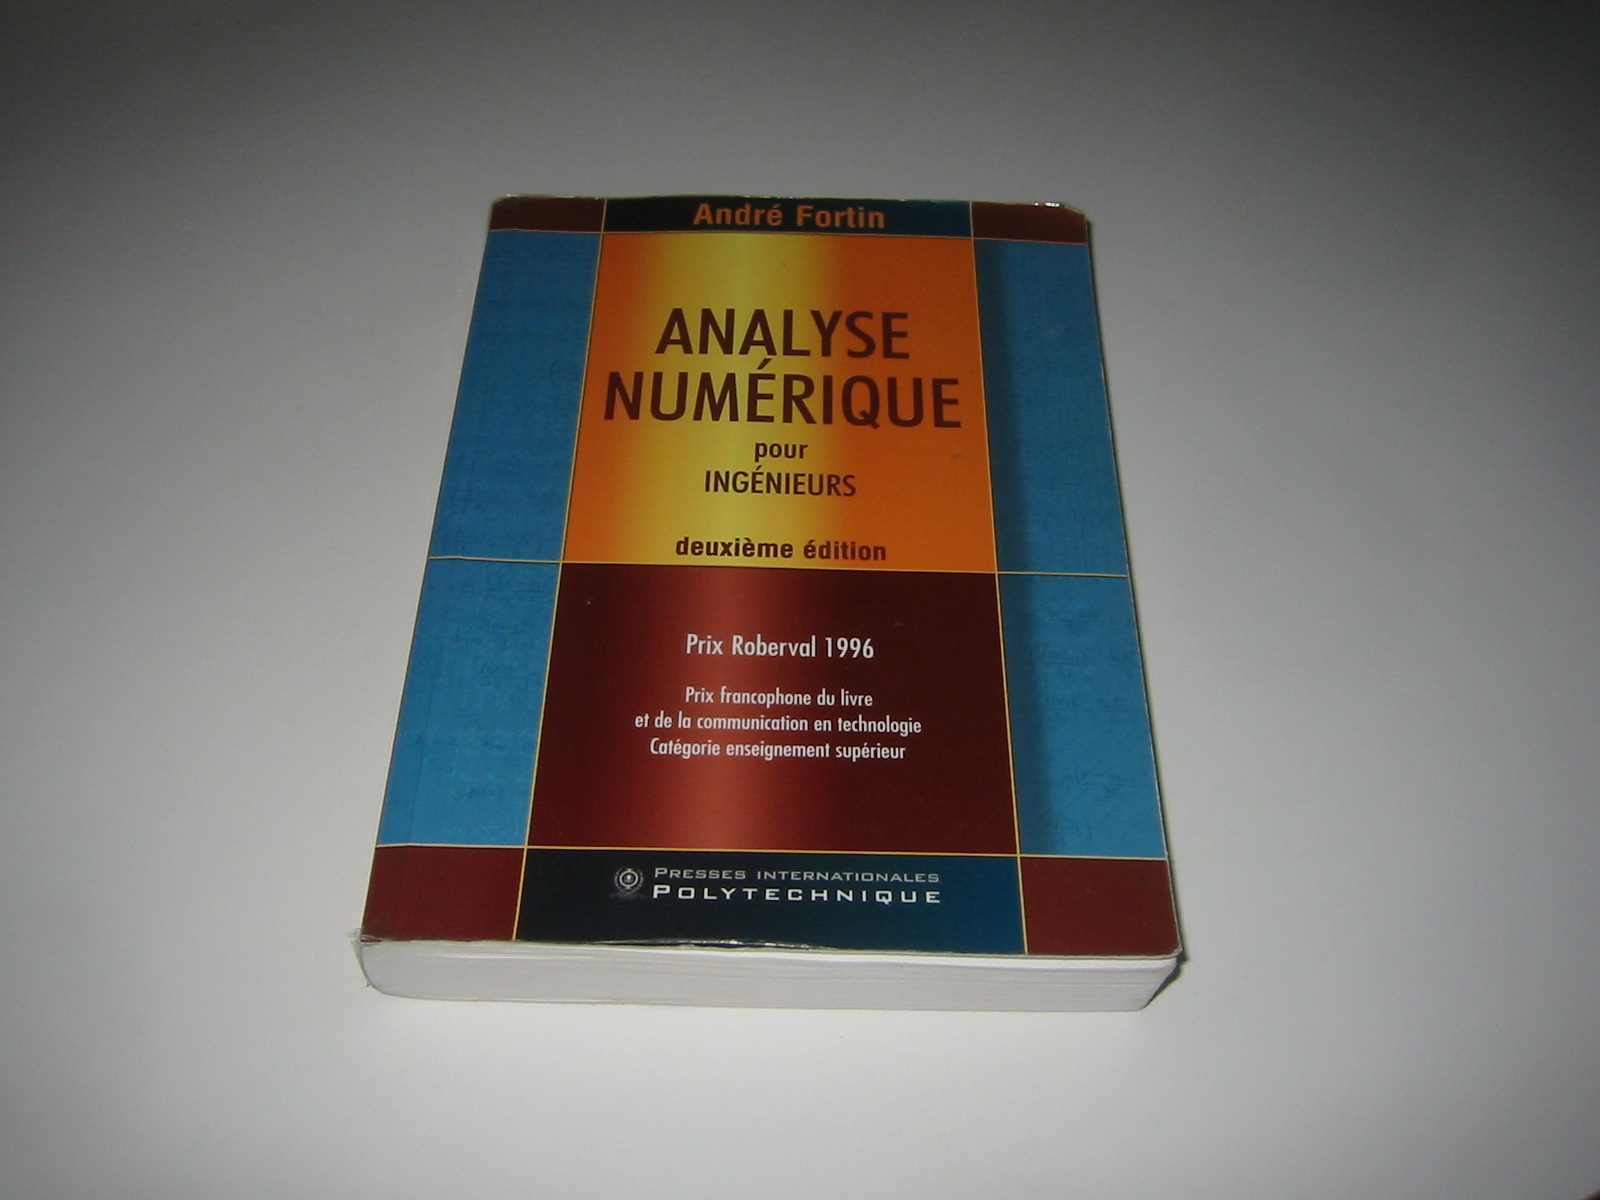 André Fortin
ANALYSE
NUMÉRIQUE
pour
INGÉNIEURS
deuxième édition
Prix Roberval 1996
Prix francophone du livre
et de la communication en technologie
Catégorie enseignement supérieur
PRESSES INTERNATIONALES
POLYTECHNIQUE